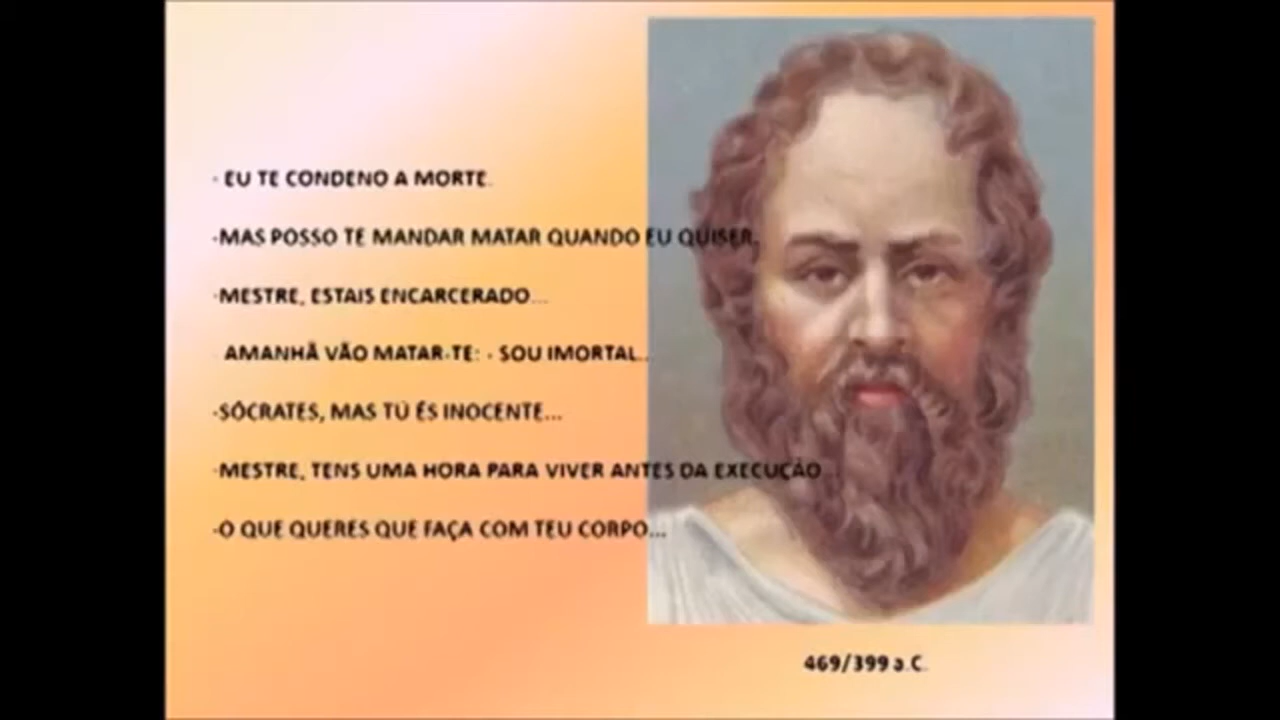 - EU TE CONDENO A MORTE.
-MAS POSSO TE MANDAR MATAR QUANDO EU QUISER.
-MESTRE, ESTAIS ENCARCERADO...
AMANHÃ VÃO MATAR-TE: - SOU IMORTAL..
-SÓCRATES, MAS TÚ ÉS INOCENTE...
-MESTRE, TENS UMA HORA PARA VIVER ANTES DA EXECUÇÃO...
-O QUE QUERES QUE FAÇA COM TEU CORPO...
469/399 a.C.